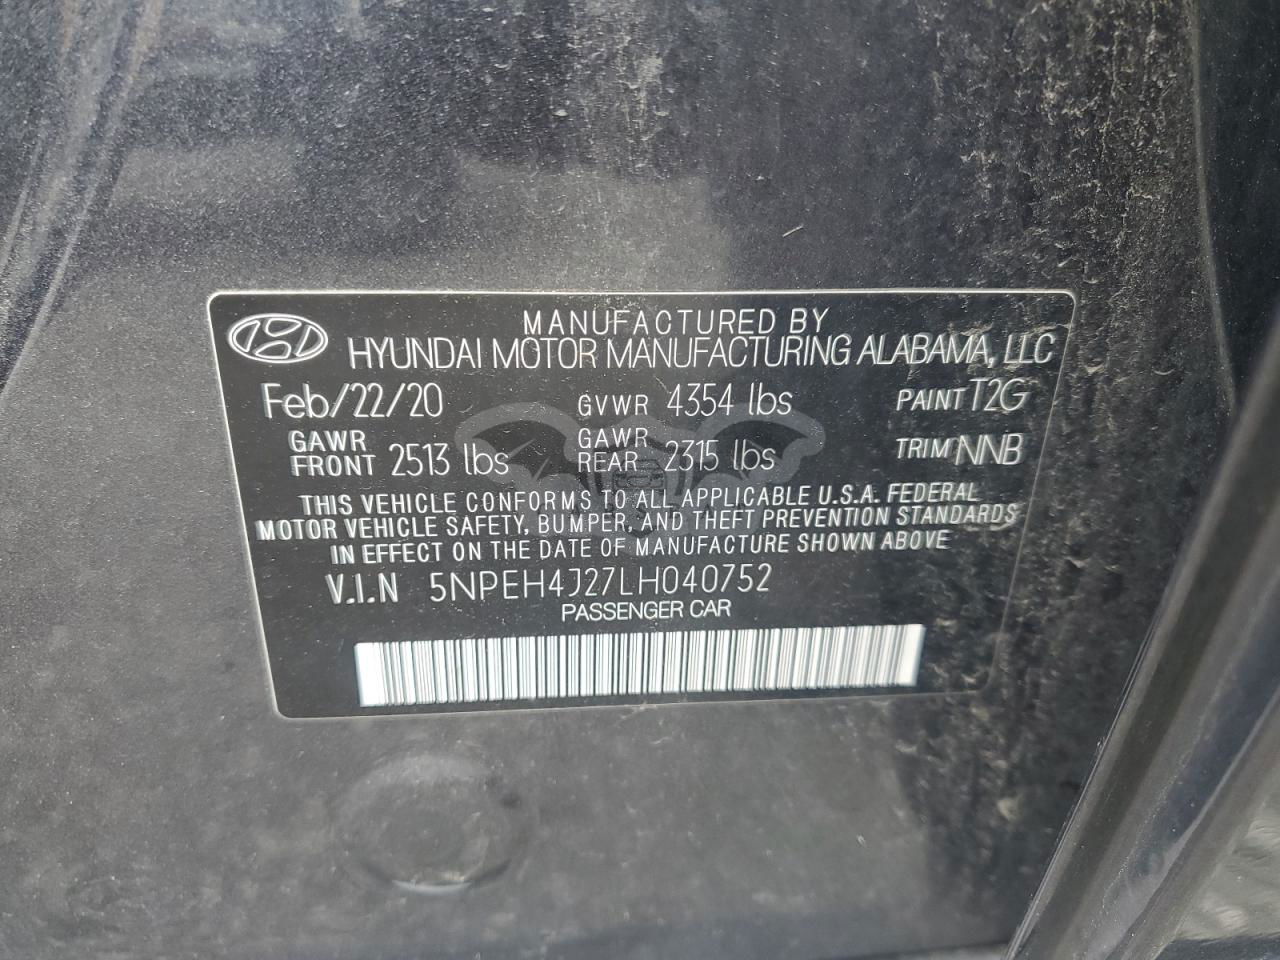 MANUFACTURED BY
HYUNDAI MOTOR MANUFACTURING ALABAMA, LLC
Feb/22/20 GVWR 4354 lbs PAINT T2G
GAWR FRONT 2513 lbs GAWR REAR 2315 lbs TRIM NNB
THIS VEHICLE CONFORMS TO ALL APPLICABLE U.S.A. FEDERAL
MOTOR VEHICLE SAFETY, BUMPER, AND THEFT PREVENTION STANDARDS
IN EFFECT ON THE DATE OF MANUFACTURE SHOWN ABOVE
V.I.N 5NPEH4J27LH040752
PASSENGER CAR